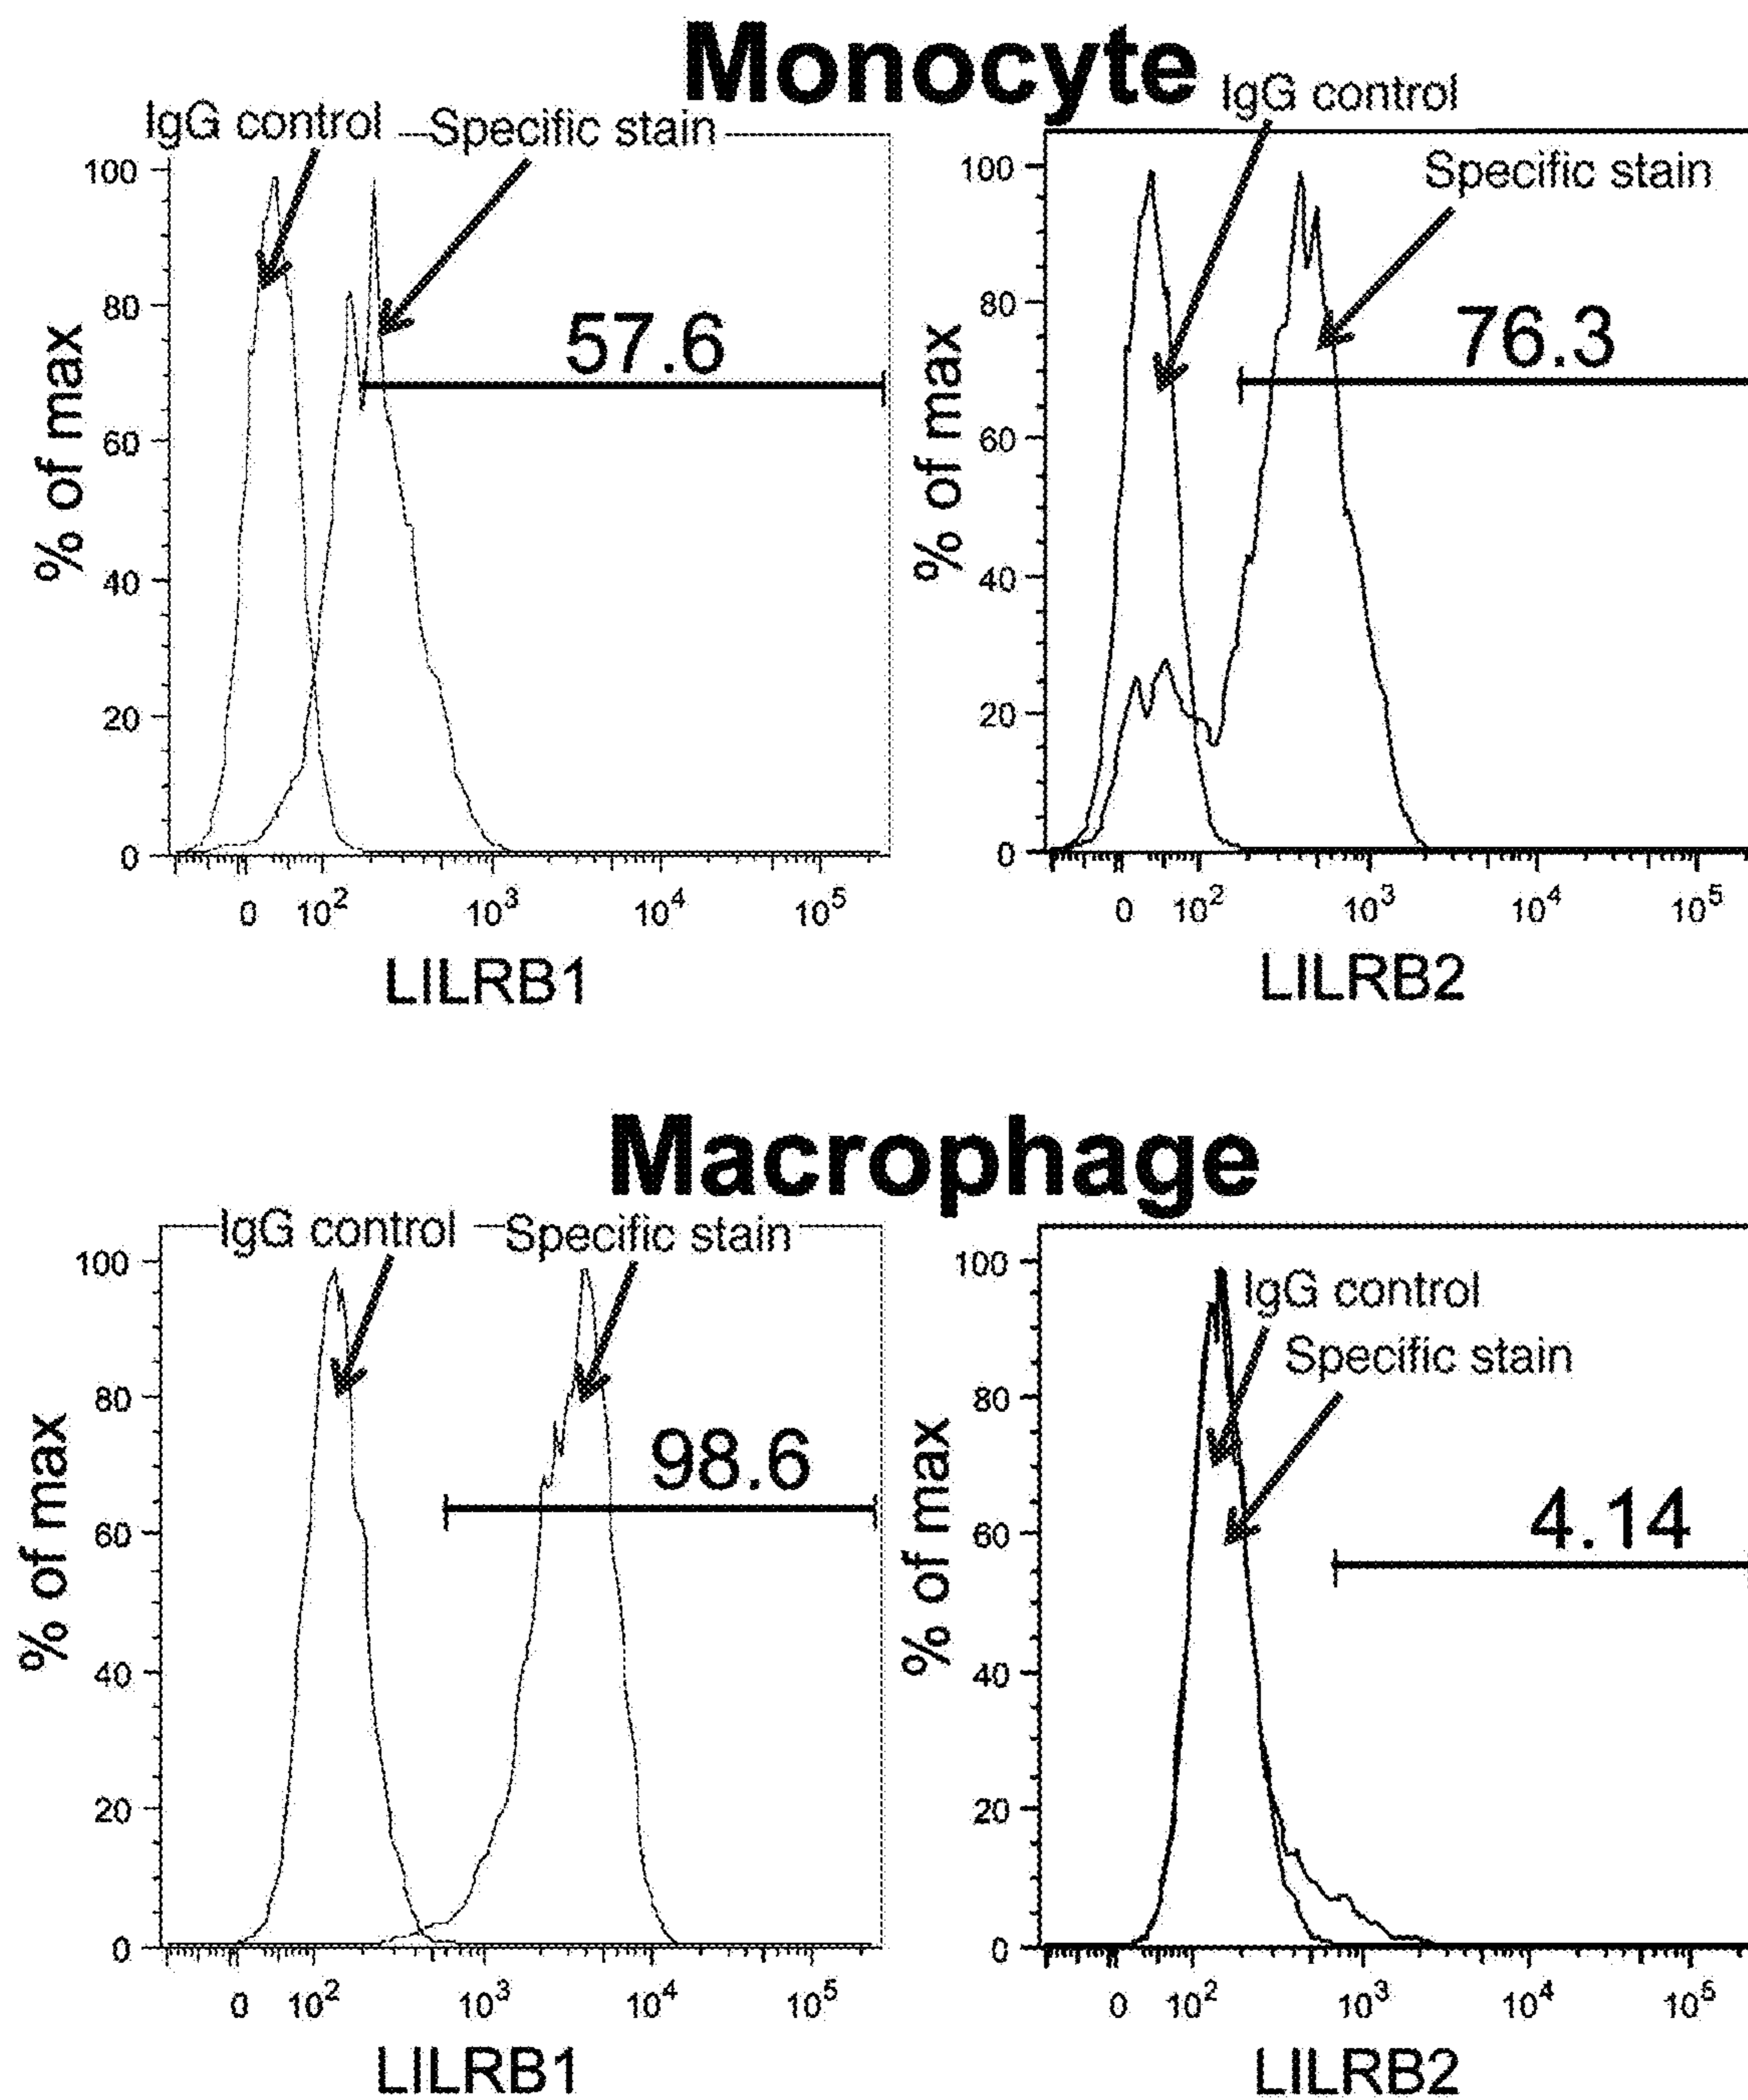 Monocyte
IgG control
Specific stain
% of max
100
80
60
40
20
0
57.6
0 10² 10³ 10⁴ 10⁵
LILRB1
IgG control
Specific stain
% of max
100
80
60
40
20
0
76.3
0 10² 10³ 10⁴ 10⁵
LILRB2
Macrophage
IgG control
Specific stain
% of max
100
80
60
40
20
0
98.6
0 10² 10³ 10⁴ 10⁵
LILRB1
IgG control
Specific stain
% of max
100
80
60
40
20
0
4.14
0 10² 10³ 10⁴ 10⁵
LILRB2